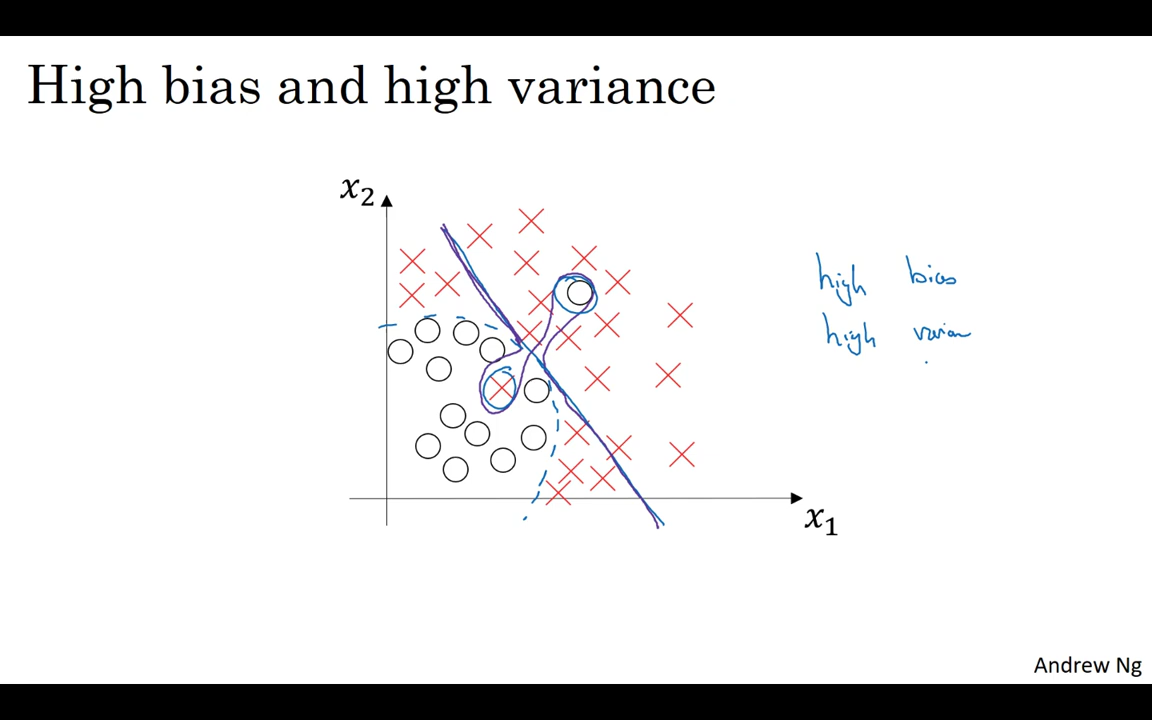 High bias and high variance
x₂
high bias
high varian
x₁
Andrew Ng